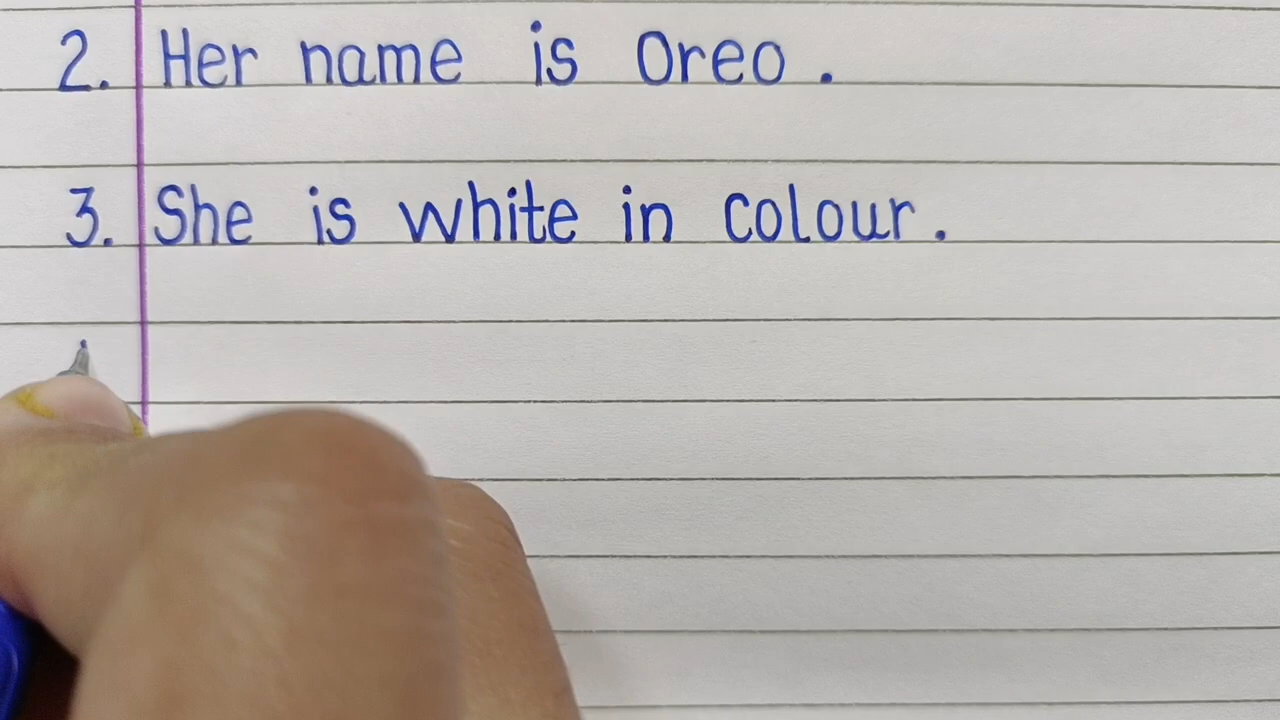 2. Her name is Oreo.
3. She is white in colour.